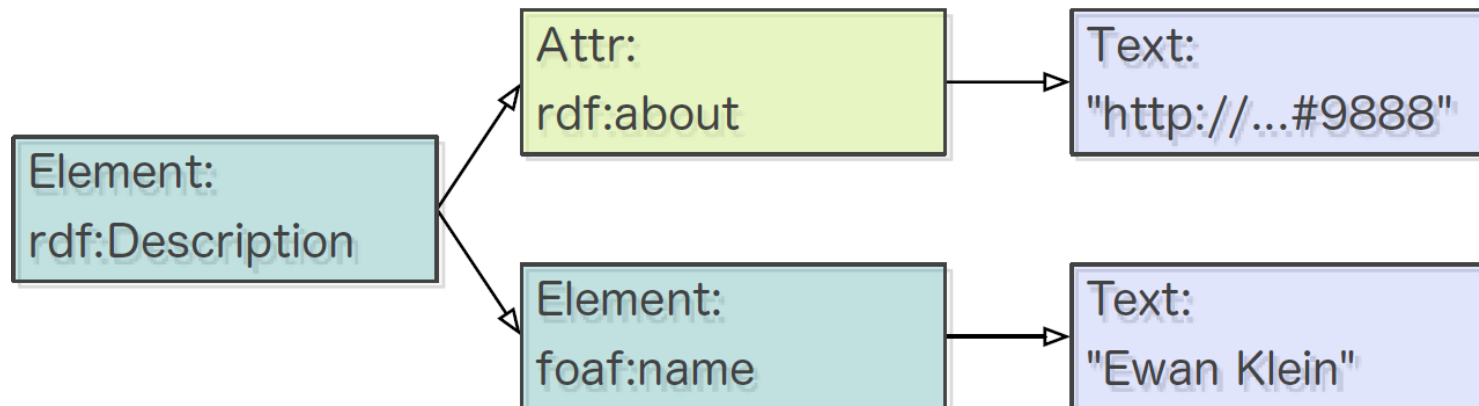 Attr:
rdf:about
Text:
"http://...#9888"
Element:
rdf:Description
Element:
foaf:name
Text:
"Ewan Klein"